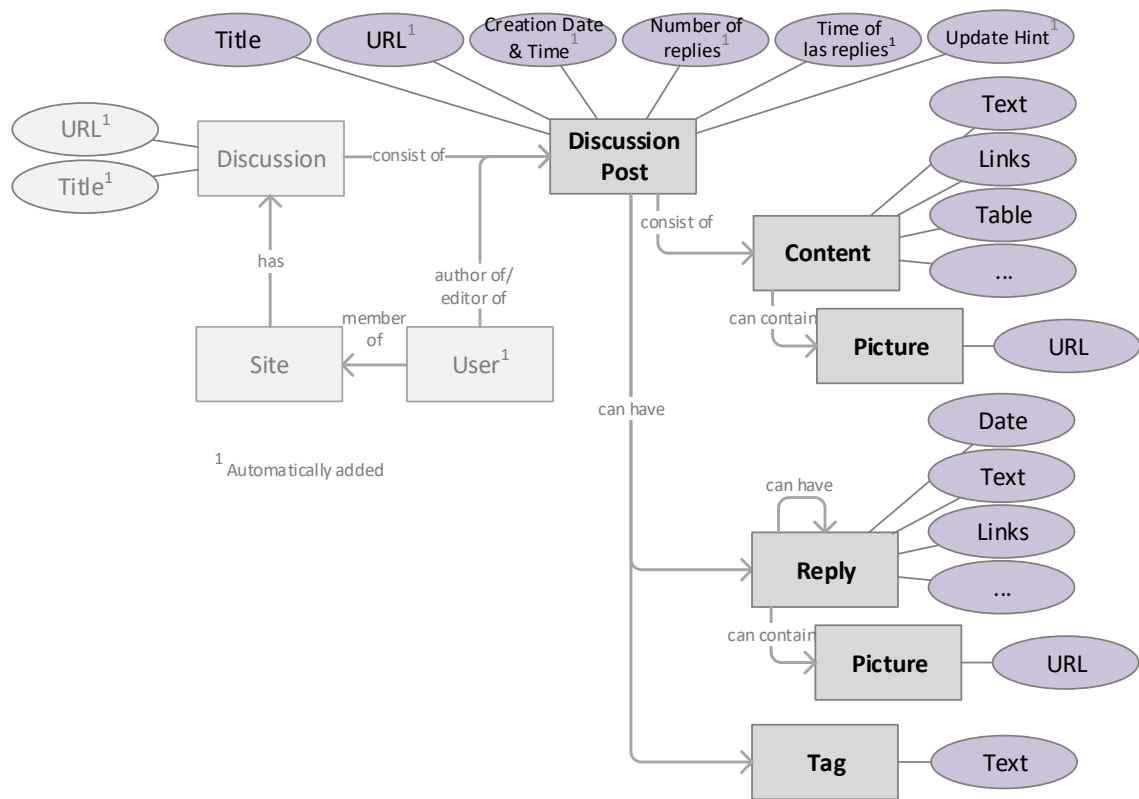 Title
URL1
Creation Date
& Time1
Number of
replies1
Time of
las replies1
Update Hint1
URL1
Title1
Discussion
consist of
Discussion
Post
Text
Links
Table
...
consist of
Content
has
author of/
editor of
can contain
Picture
URL
member
of
Site
User1
can have
1 Automatically added
Date
Text
Links
...
can have
Reply
can contain
Picture
URL
Tag
Text